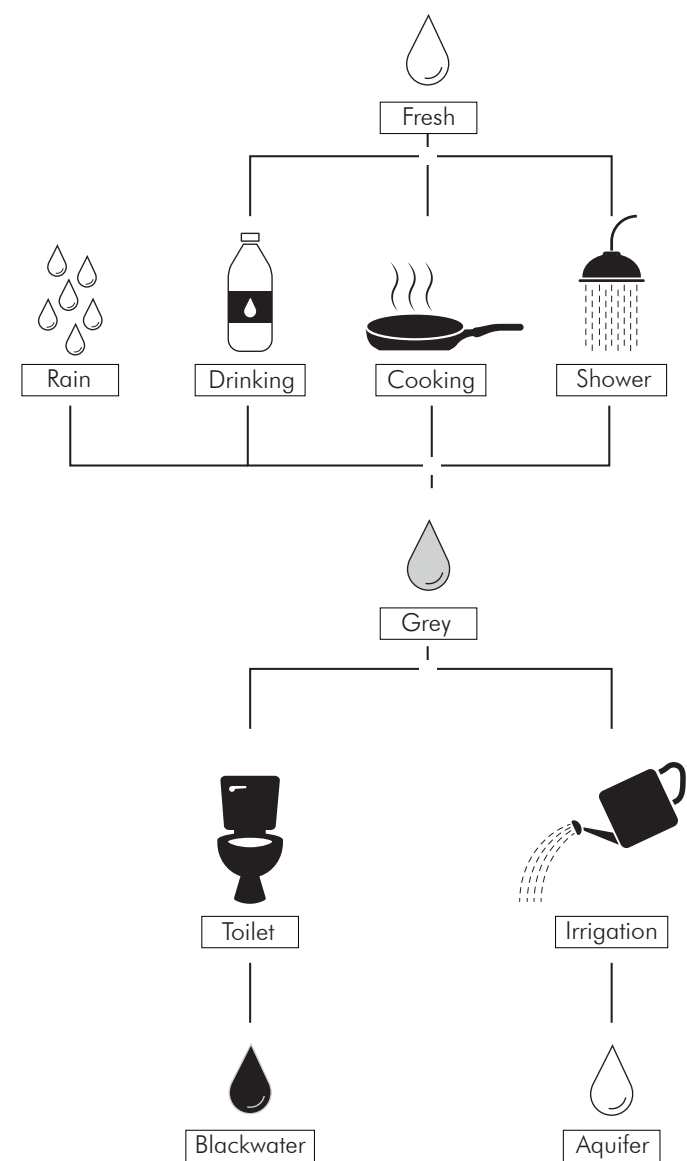 Fresh
Rain
Drinking
Cooking
Shower
Grey
Toilet
Irrigation
Blackwater
Aquifer